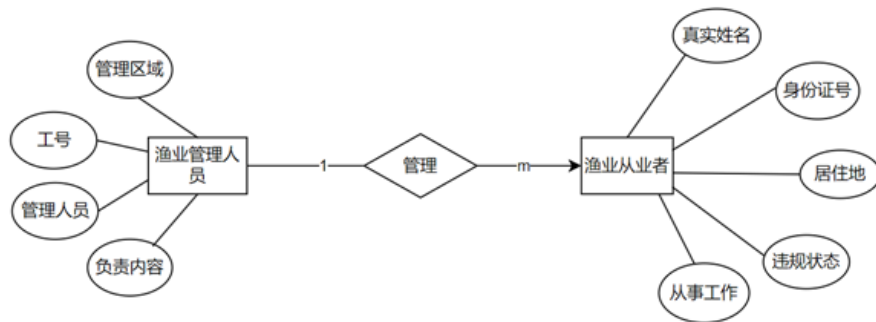 真实姓名
管理区域
身份证号
工号
渔业管理人
员
1
管理
m
渔业从业者
居住地
管理人员
负责内容
违规状态
从事工作